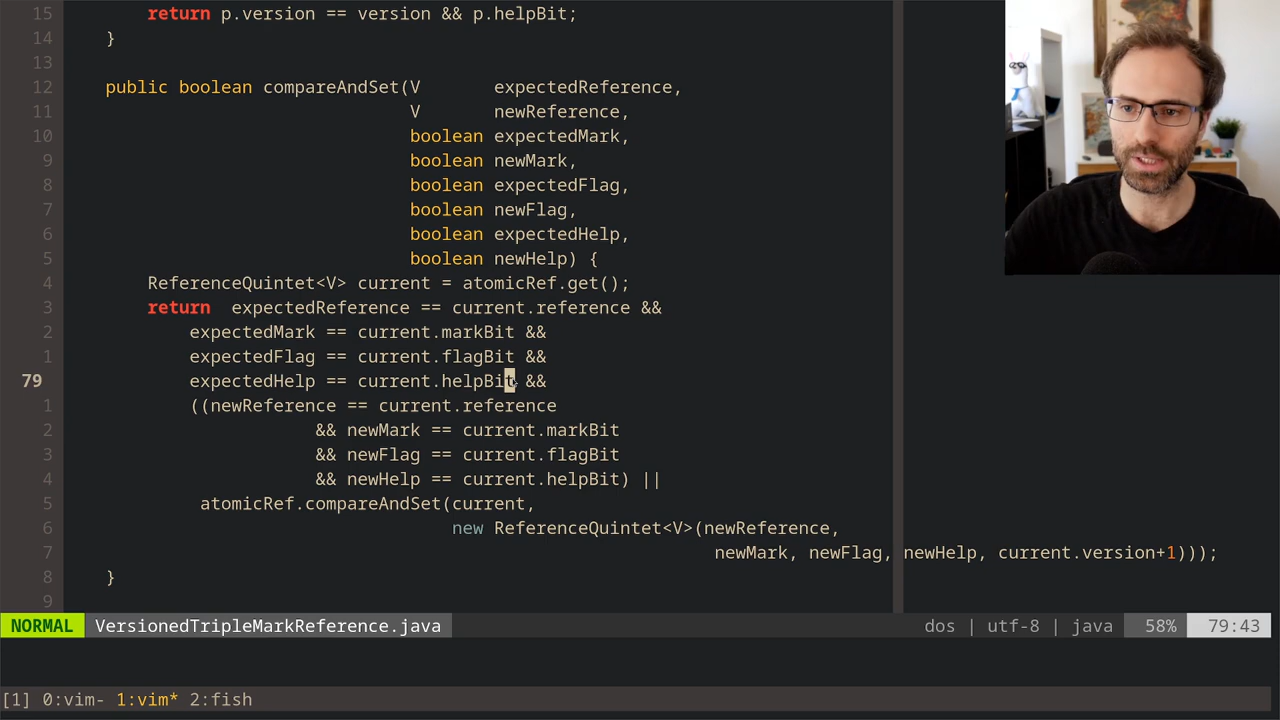 15 return p.version == version && p.helpBit;
14 }
13
12 public boolean compareAndSet(V expectedReference,
11 V newReference,
10 boolean expectedMark,
9 boolean newMark,
8 boolean expectedFlag,
7 boolean newFlag,
6 boolean expectedHelp,
5 boolean newHelp) {
4 ReferenceQuintet<V> current = atomicRef.get();
3 return expectedReference == current.reference &&
2 expectedMark == current.markBit &&
1 expectedFlag == current.flagBit &&
79 expectedHelp == current.helpBit &&
1 ((newReference == current.reference
2 && newMark == current.markBit
3 && newFlag == current.flagBit
4 && newHelp == current.helpBit) ||
5 atomicRef.compareAndSet(current,
6 new ReferenceQuintet<V>(newReference,
7 newMark, newFlag, newHelp, current.version+1)));
8 }
9
NORMAL VersionedTripleMarkReference.java dos | utf-8 | java 58% 79:43
[1] 0:vim- 1:vim* 2:fish